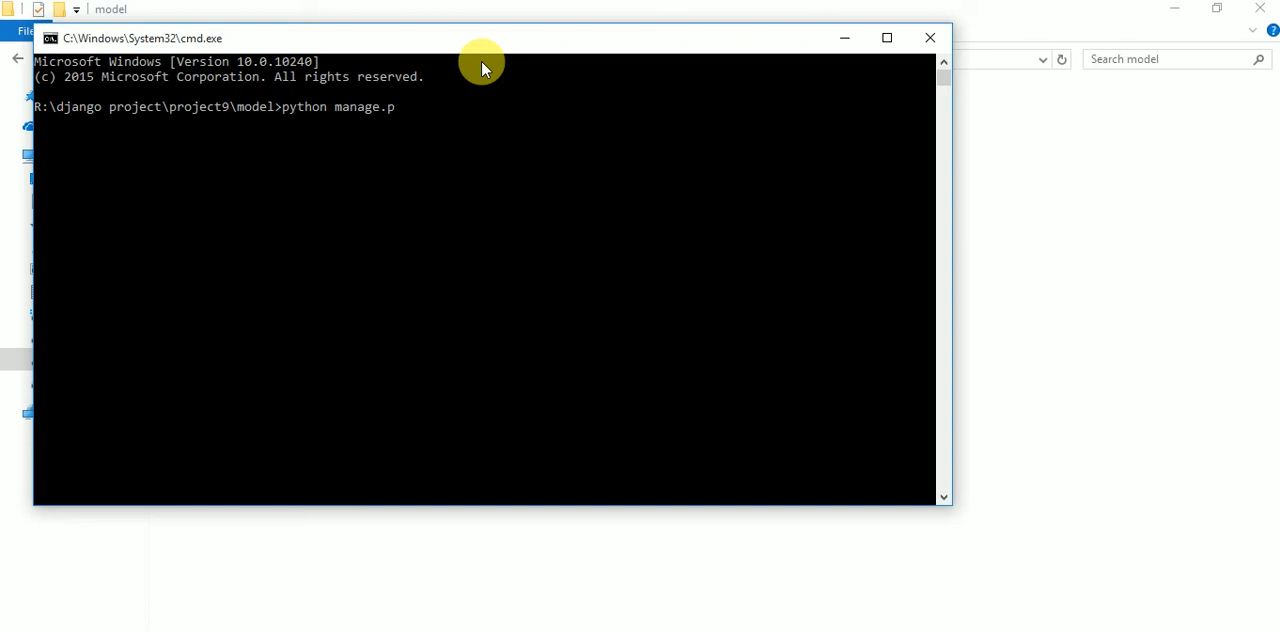 model
File
C:\Windows\System32\cmd.exe
Microsoft Windows [Version 10.0.10240]
(c) 2015 Microsoft Corporation. All rights reserved.
R:\django project\project9\model>python manage.p
Search model